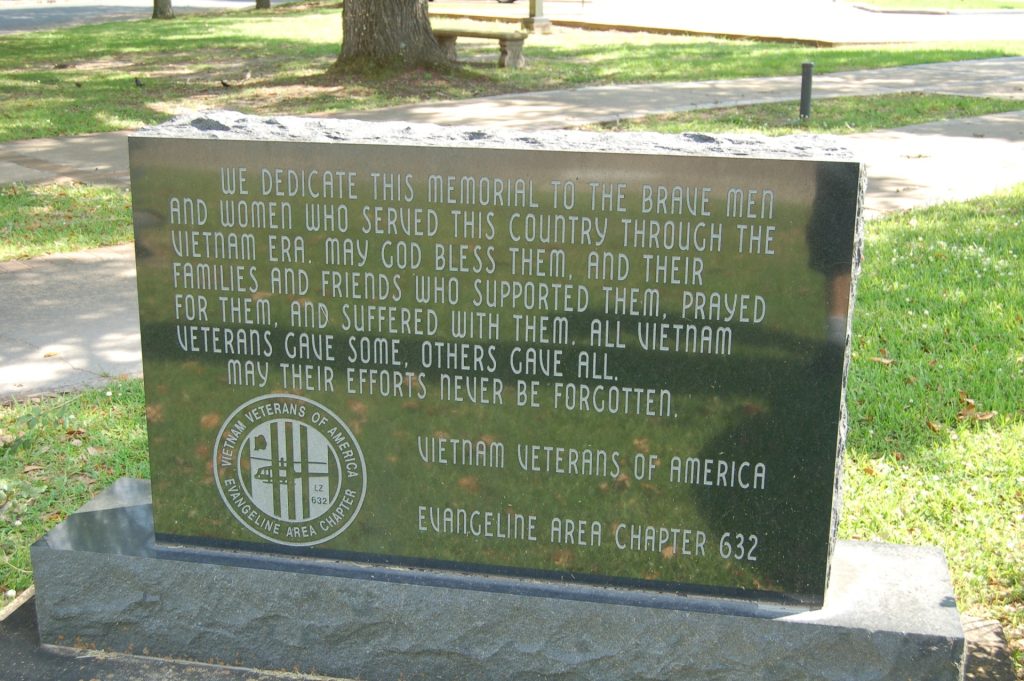 WE DEDICATE THIS MEMORIAL TO THE BRAVE MEN
AND WOMEN WHO SERVED THIS COUNTRY THROUGH THE
VIETNAM ERA. MAY GOD BLESS THEM, AND THEIR
FAMILIES AND FRIENDS WHO SUPPORTED THEM, PRAYED
FOR THEM, AND SUFFERED WITH THEM. ALL VIETNAM
VETERANS GAVE SOME, OTHERS GAVE ALL.
MAY THEIR EFFORTS NEVER BE FORGOTTEN.
VIETNAM VETERANS OF AMERICA
LZ
632
EVANGELINE AREA CHAPTER
VIETNAM VETERANS OF AMERICA
EVANGELINE AREA CHAPTER 632